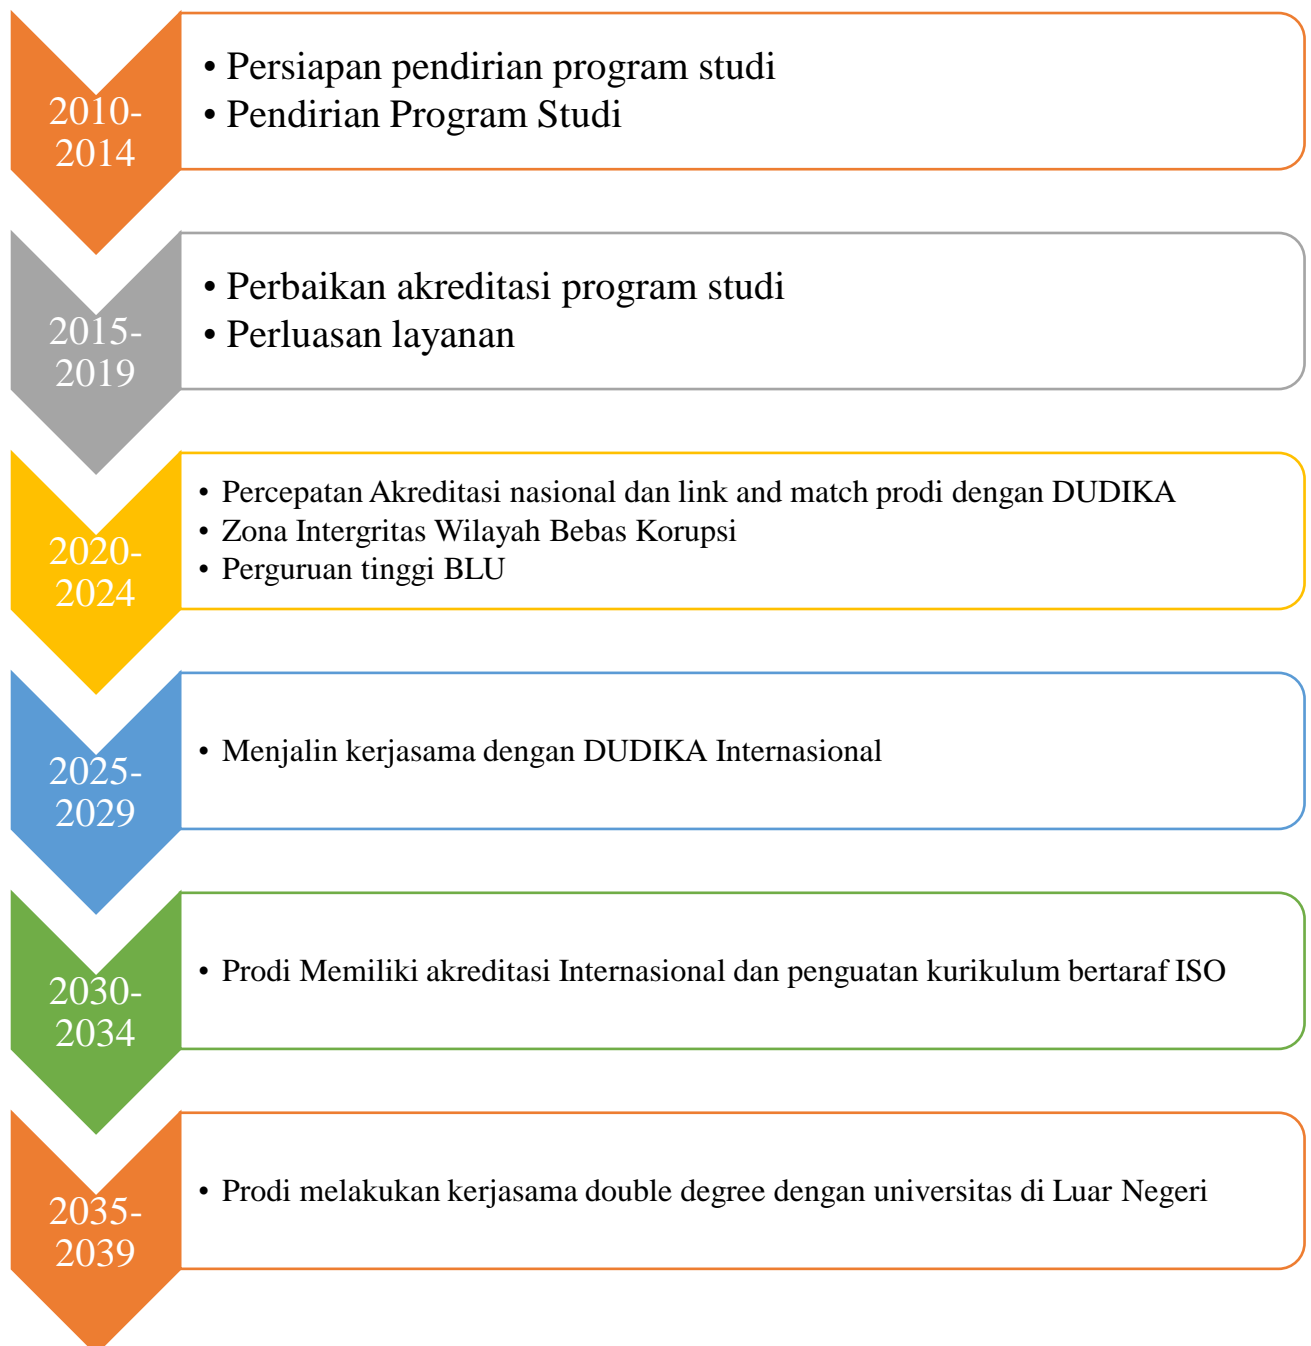 2010-
2014
• Persiapan pendirian program studi
• Pendirian Program Studi
2015-
2019
• Perbaikan akreditasi program studi
• Perluasan layanan
2020-
2024
• Percepatan Akreditasi nasional dan link and match prodi dengan DUDIKA
• Zona Intergritas Wilayah Bebas Korupsi
• Perguruan tinggi BLU
2025-
2029
• Menjalin kerjasama dengan DUDIKA Internasional
2030-
2034
• Prodi Memiliki akreditasi Internasional dan penguatan kurikulum bertaraf ISO
2035-
2039
• Prodi melakukan kerjasama double degree dengan universitas di Luar Negeri